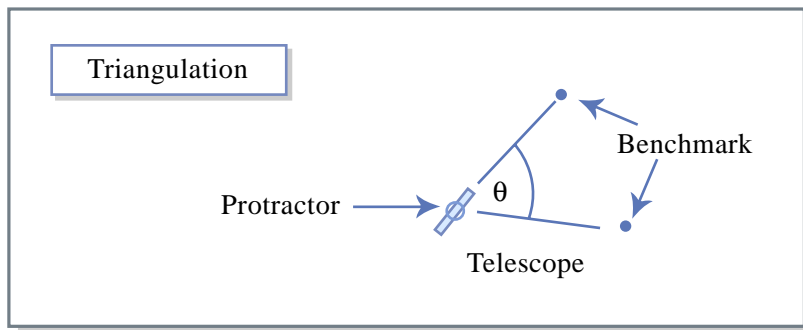 Triangulation
Benchmark
Protractor
θ
Telescope